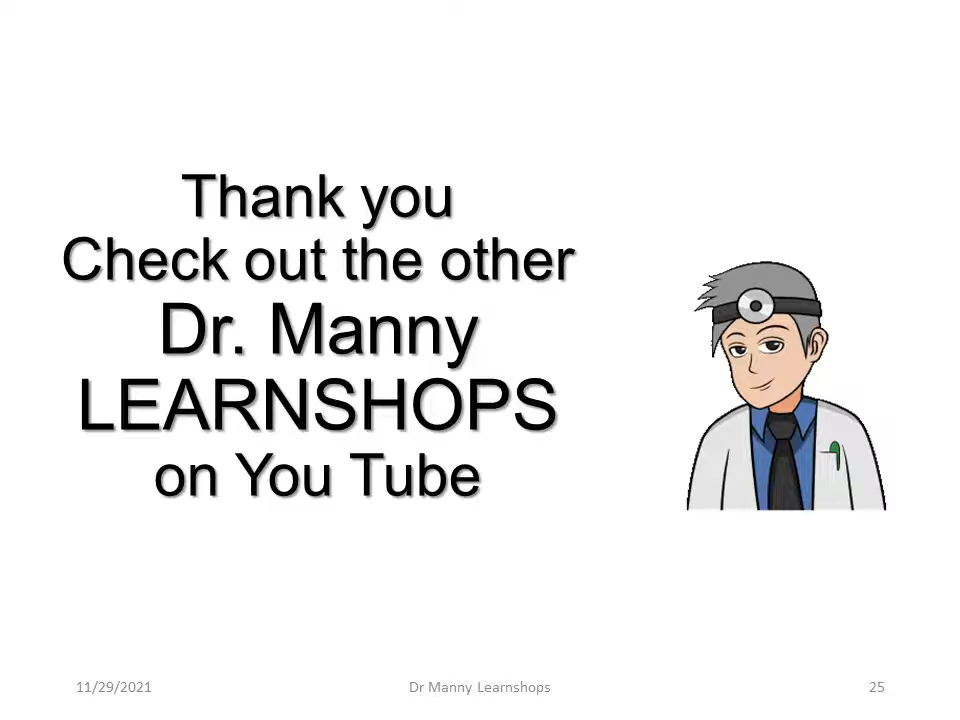 Thank you
Check out the other
Dr. Manny
LEARNSHOPS
on You Tube
11/29/2021
Dr Manny Learnshops
25